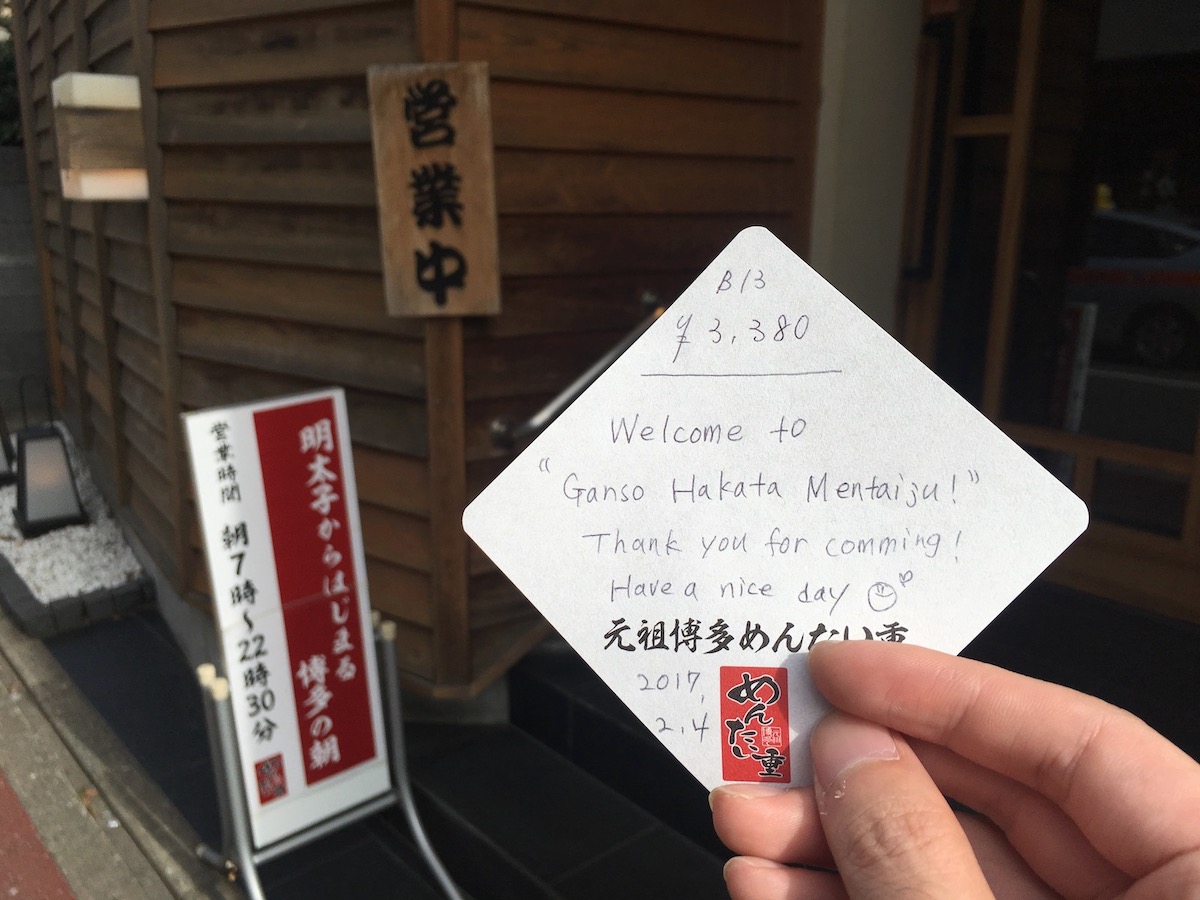 営業中
明太子からはじまる
博多の朝
営業時間 朝7時〜22時30分
B13
¥3,380
Welcome to
"Ganso Hakata Mentaiju!"
Thank you for comming!
Have a nice day
元祖博多めんたい重
2017,
2.4
めんたい重